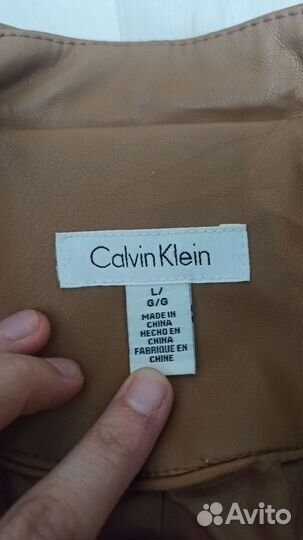 Calvin Klein
L/
G/G
MADE IN
CHINA
HECHO EN
CHINA
FABRIQUE EN
CHINE
Avito